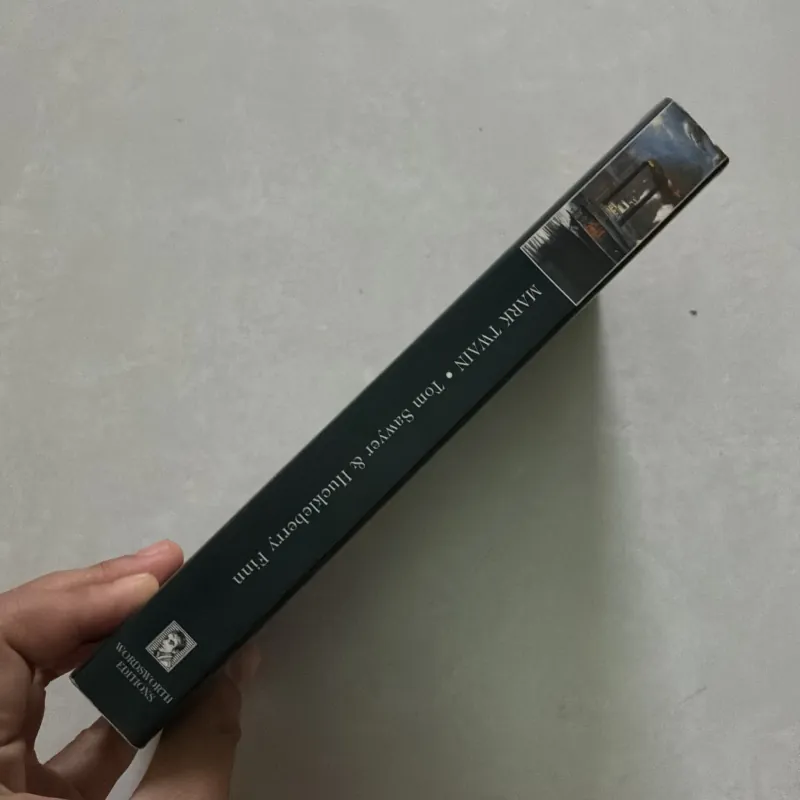 MARK TWAIN • Tom Sawyer & Huckleberry Finn
WORDSWORTH
EDITIONS